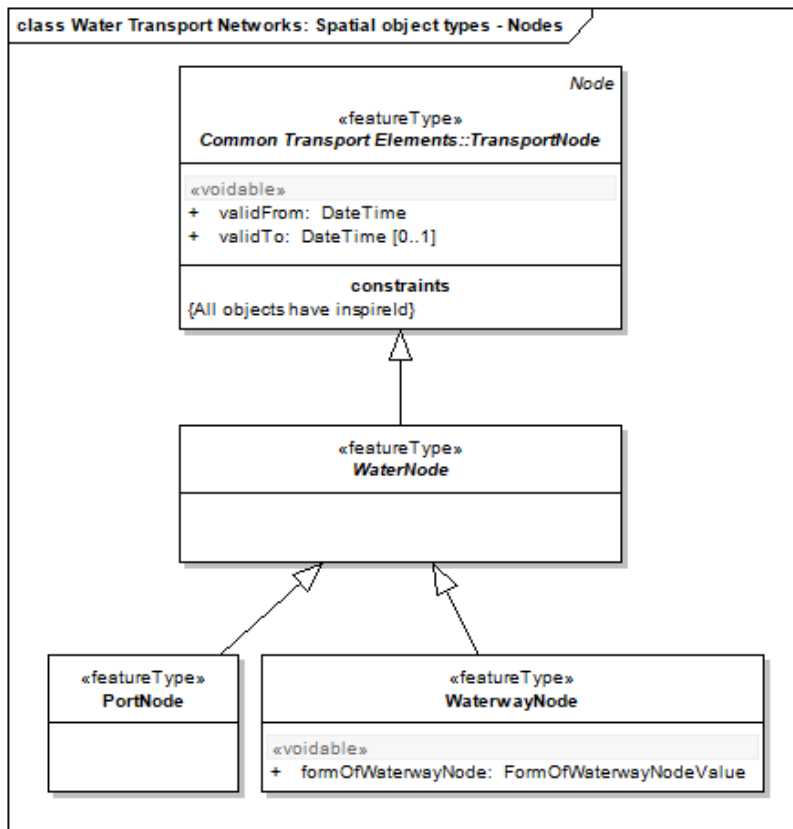 class Water Transport Networks: Spatial object types - Nodes
Node
«featureType»
Common Transport Elements::TransportNode
«voidable»
+ validFrom: DateTime
+ validTo: DateTime [0..1]
constraints
{All objects have inspireId}
«featureType»
WaterNode
«featureType»
PortNode
«featureType»
WaterwayNode
«voidable»
+ formOfWaterwayNode: FormOfWaterwayNodeValue